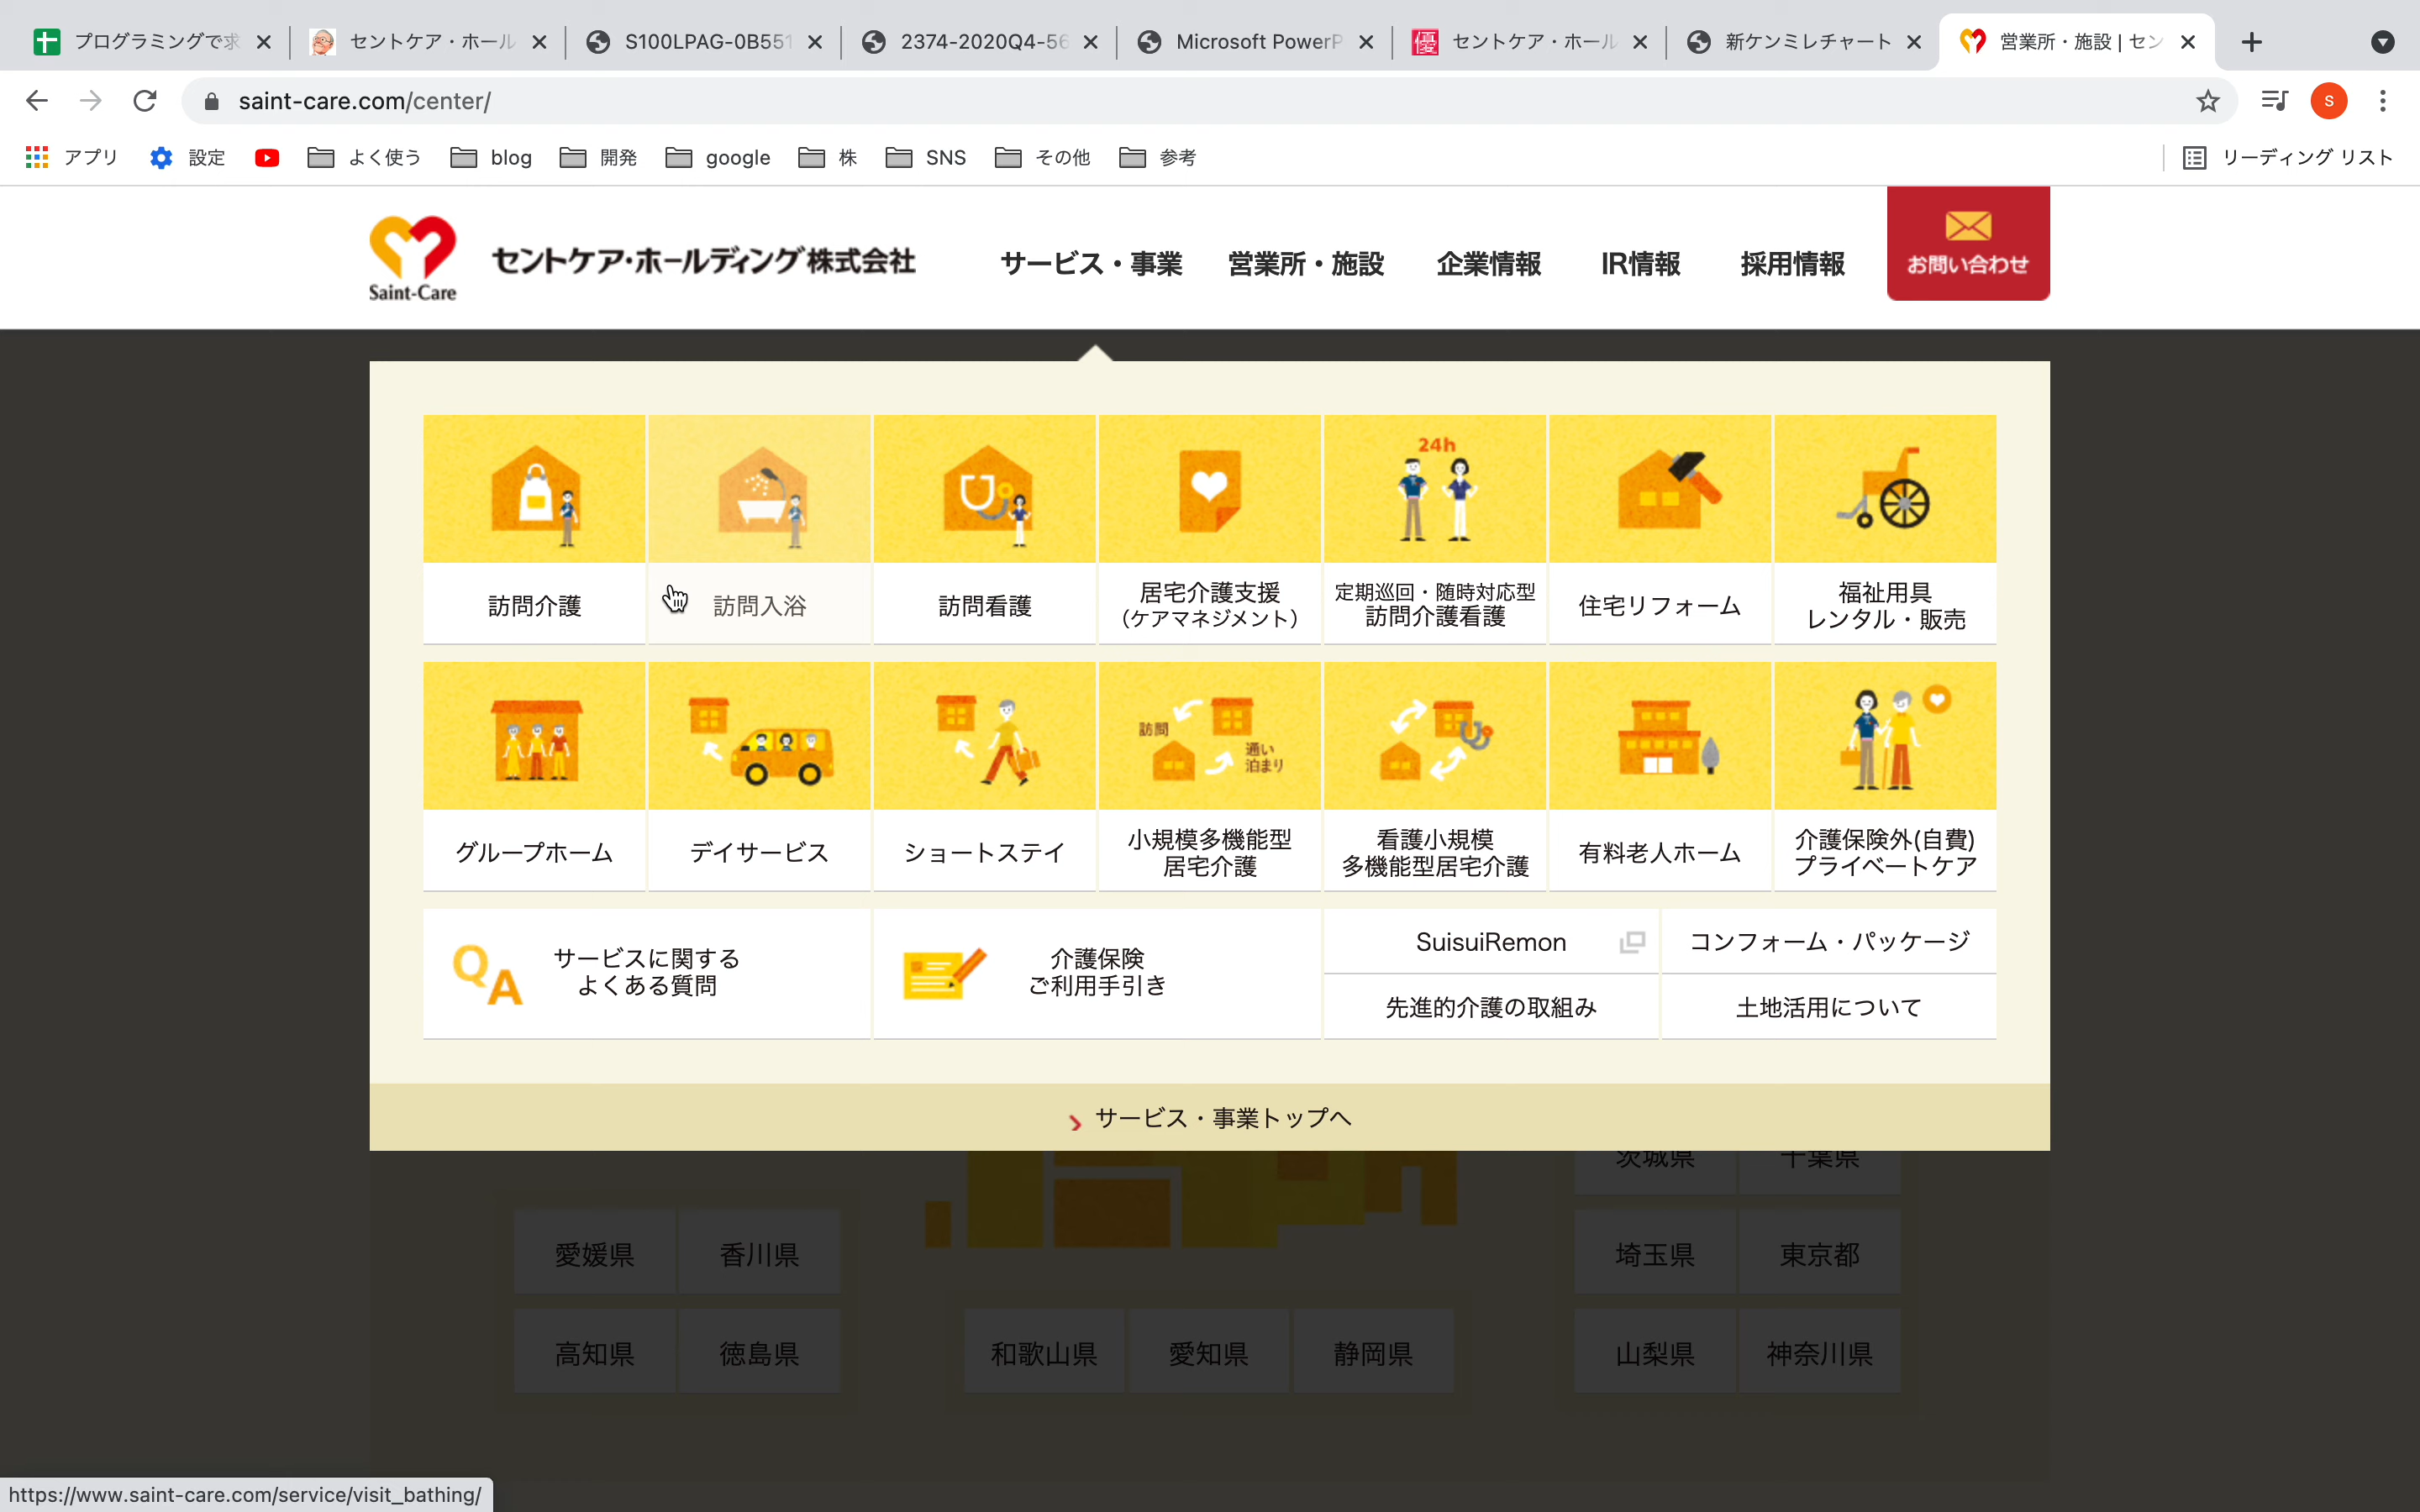 プログラミングで求
セントケア・ホール
S100LPAG-0B551
2374-2020Q4-56
Microsoft PowerP
優
セントケア・ホール
新ケンミレチャート
営業所・施設 | セン
saint-care.com/center/
S
アプリ
設定
よく使う
blog
開発
google
株
SNS
その他
参考
リーディング リスト
Saint-Care
セントケア・ホールディング株式会社
サービス・事業
営業所・施設
企業情報
IR情報
採用情報
お問い合わせ
訪問介護
訪問入浴
訪問看護
居宅介護支援
（ケアマネジメント）
24h
定期巡回・随時対応型
訪問介護看護
住宅リフォーム
福祉用具
レンタル・販売
グループホーム
デイサービス
ショートステイ
訪問
通い
泊まり
小規模多機能型
居宅介護
看護小規模
多機能型居宅介護
有料老人ホーム
介護保険外(自費)
プライベートケア
QA
サービスに関する
よくある質問
介護保険
ご利用手引き
SuisuiRemon
コンフォーム・パッケージ
先進的介護の取組み
土地活用について
サービス・事業トップへ
茨城県
千葉県
愛媛県
香川県
埼玉県
東京都
高知県
徳島県
和歌山県
愛知県
静岡県
山梨県
神奈川県
https://www.saint-care.com/service/visit_bathing/